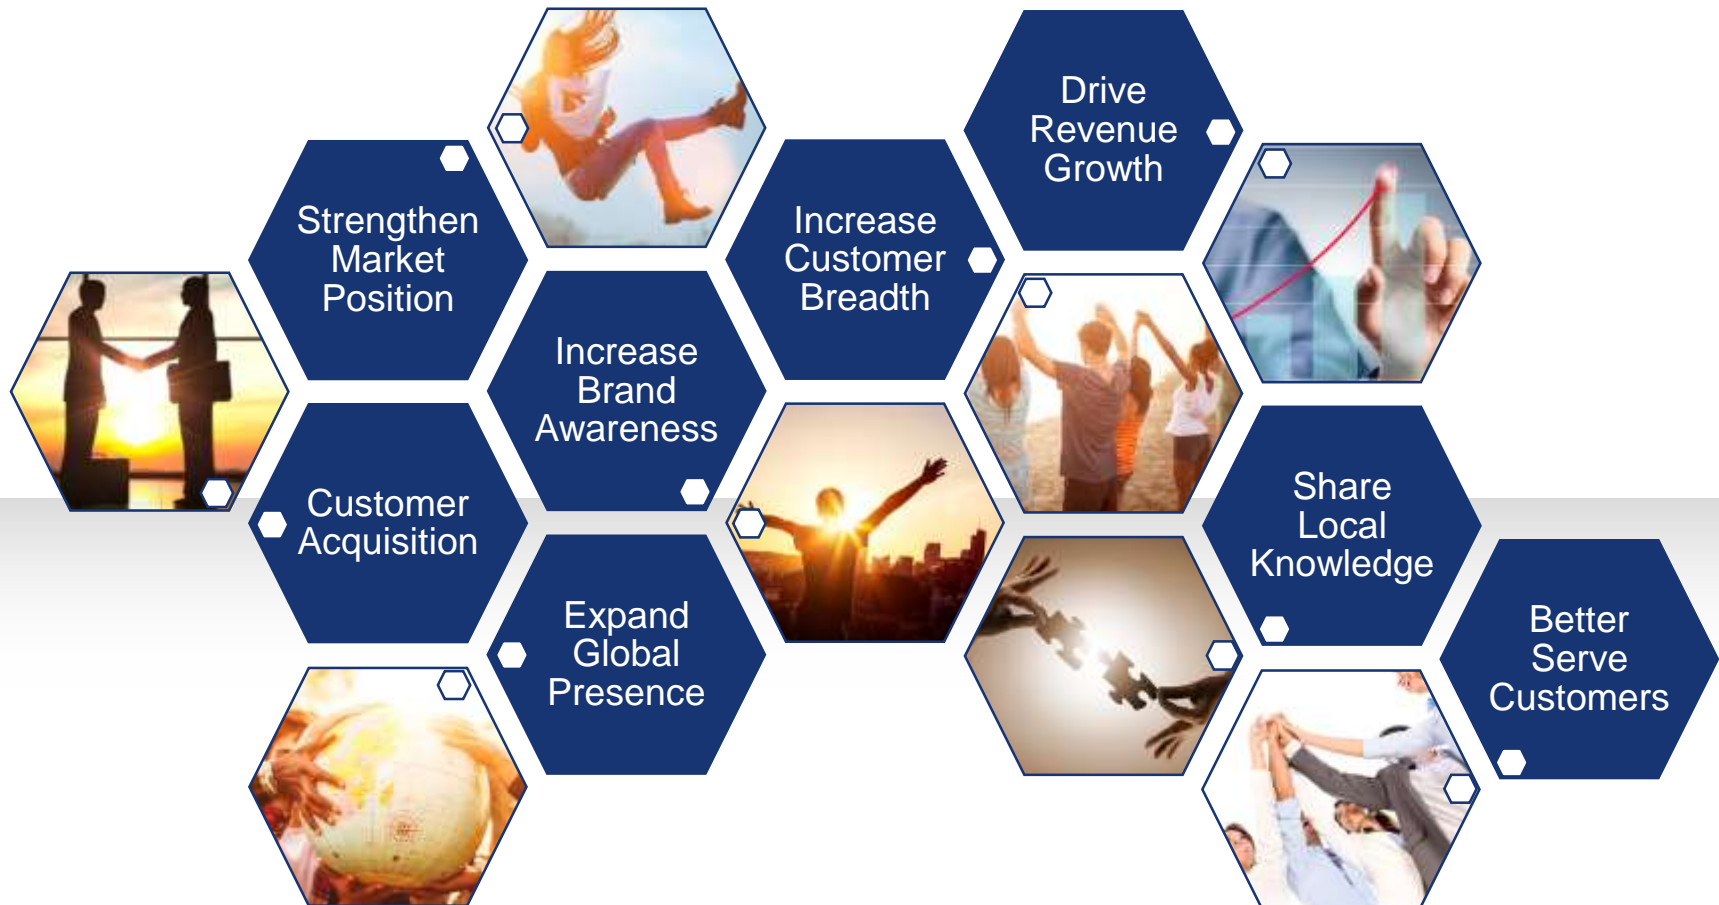 Drive
Revenue
Growth
Strengthen
Market
Position
Increase
Customer
Breadth
Increase
Brand
Awareness
Customer
Acquisition
Share
Local
Knowledge
Expand
Global
Presence
Better
Serve
Customers